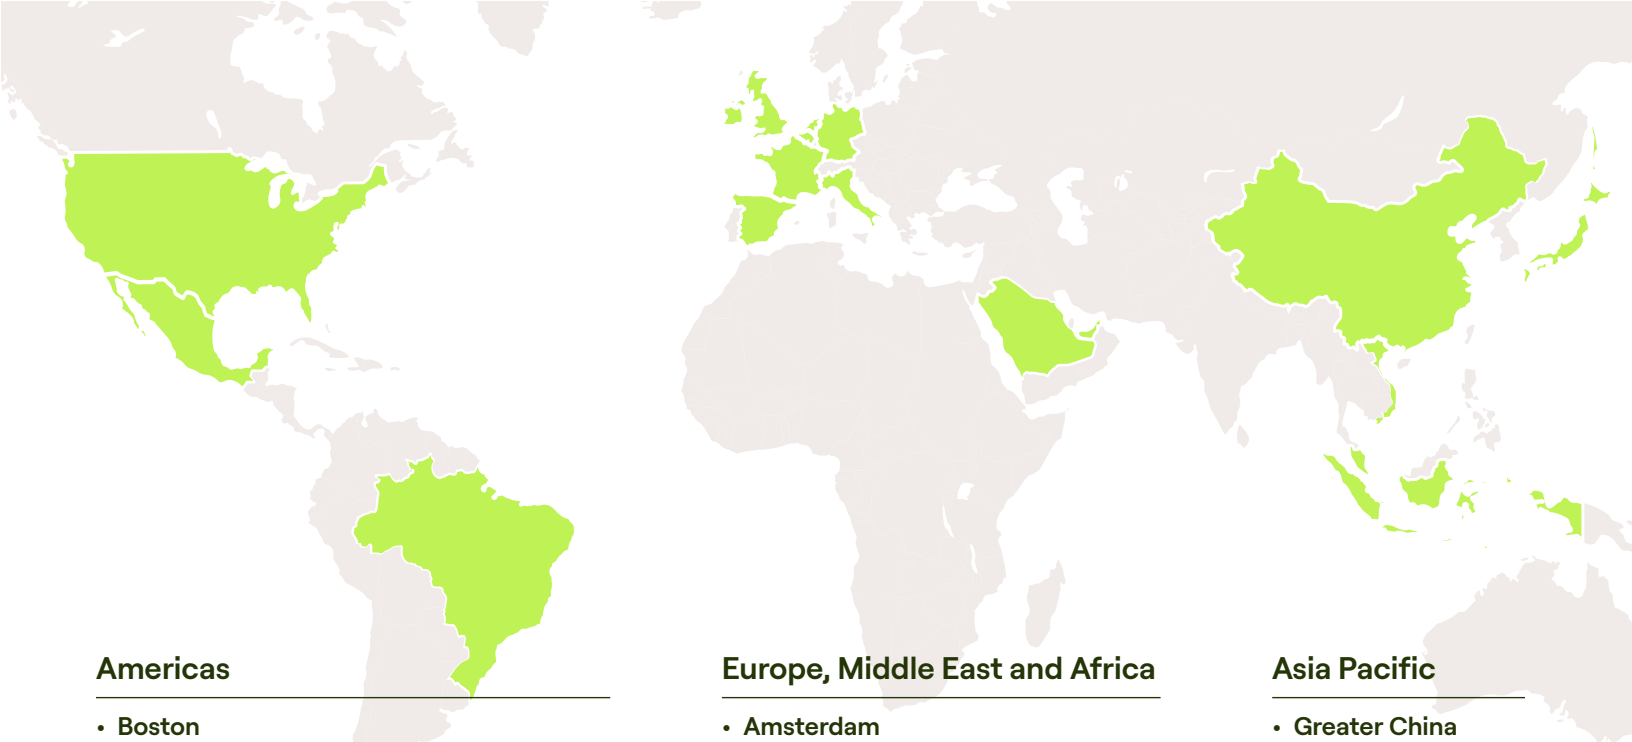 Americas
• Boston
Europe, Middle East and Africa
• Amsterdam
Asia Pacific
• Greater China